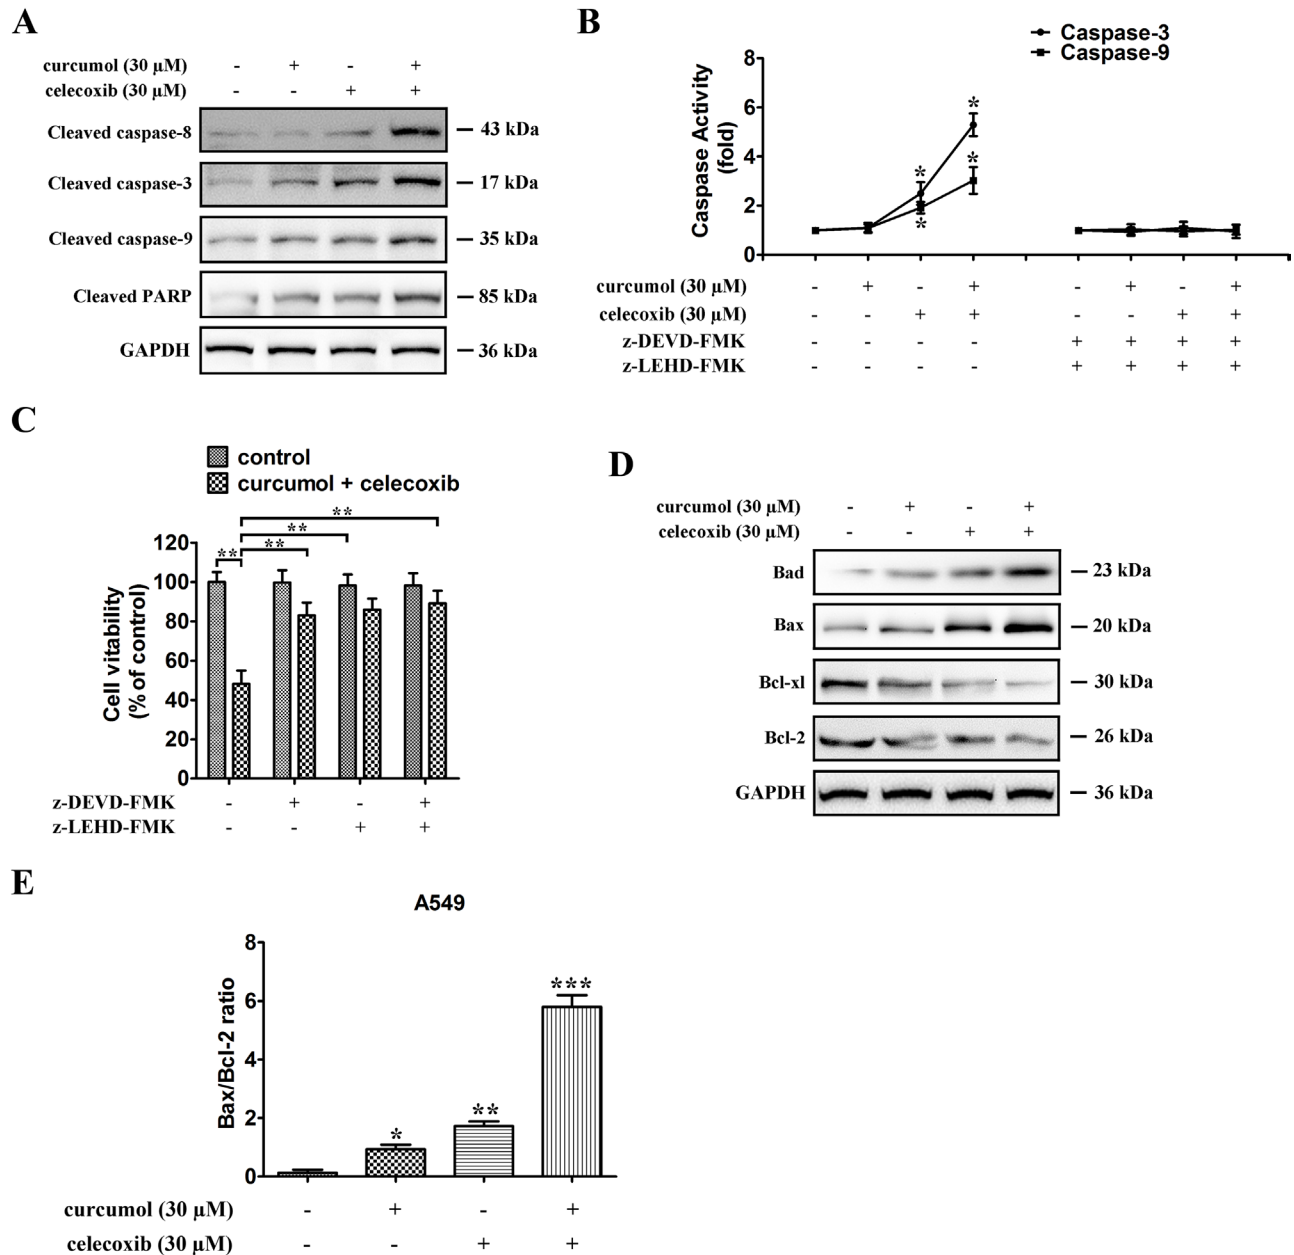 A
curcumol (30 µM) - + - +
celecoxib (30 µM) - - + +
Cleaved caspase-8 43 kDa
Cleaved caspase-3 17 kDa
Cleaved caspase-9 35 kDa
Cleaved PARP 85 kDa
GAPDH 36 kDa
B
Caspase-3
Caspase-9
Caspase Activity
(fold)
8
6
4
2
0
*
*
*
*
curcumol (30 µM) - + - + - + - +
celecoxib (30 µM) - - + + - - + +
z-DEVD-FMK - - - - + + + +
z-LEHD-FMK - - - - + + + +
C
control
curcumol + celecoxib
**
**
**
**
Cell vitability
(% of control)
120
100
80
60
40
20
0
z-DEVD-FMK - + - +
z-LEHD-FMK - - + +
D
curcumol (30 µM) - + - +
celecoxib (30 µM) - - + +
Bad 23 kDa
Bax 20 kDa
Bcl-xl 30 kDa
Bcl-2 26 kDa
GAPDH 36 kDa
E
A549
Bax/Bcl-2 ratio
8
6
4
2
0
*
**
***
curcumol (30 µM) - + - +
celecoxib (30 µM) - - + +